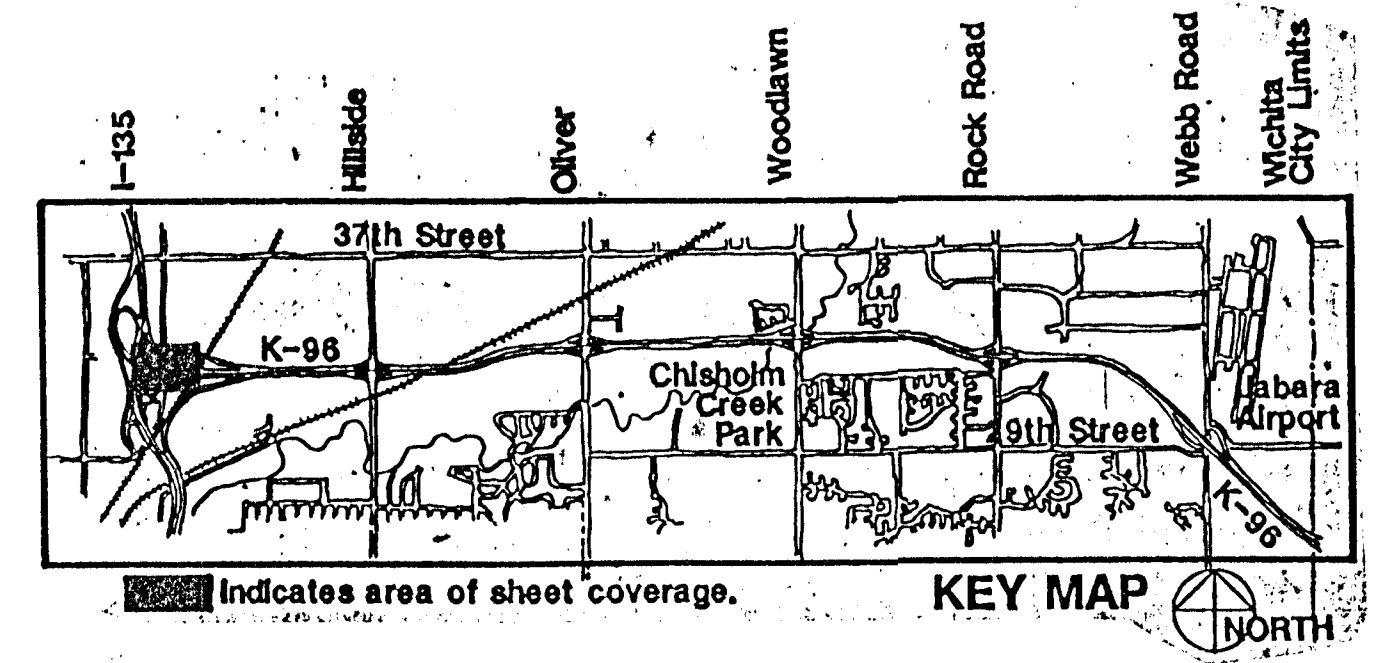 I-135
Hillside
Oliver
Woodlawn
Rock Road
Webb Road
Wichita
City Limits
37th Street
K-96
Chisholm
Creek
Park
Jabara
Airport
9th Street
K-96
Indicates area of sheet coverage.
KEY MAP
NORTH